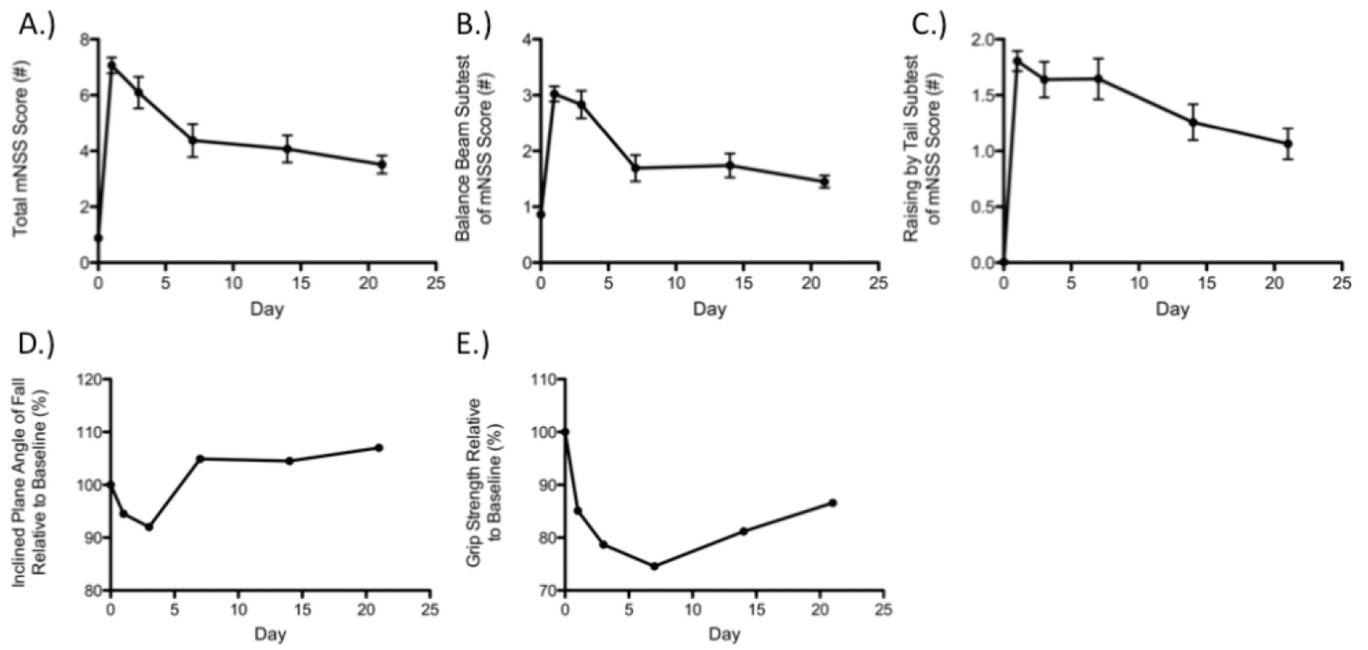 A.)
Total mNSS Score (#)
8
6
4
2
0
0 5 10 15 20 25
Day
B.)
Balance Beam Subtest
of mNSS Score (#)
4
3
2
1
0
0 5 10 15 20 25
Day
C.)
Raising by Tail Subtest
of mNSS Score (#)
2.0
1.5
1.0
0.5
0.0
0 5 10 15 20 25
Day
D.)
Inclined Plane Angle of Fall
Relative to Baseline (%)
120
110
100
90
80
0 5 10 15 20 25
Day
E.)
Grip Strength Relative
to Baseline (%)
110
100
90
80
70
0 5 10 15 20 25
Day